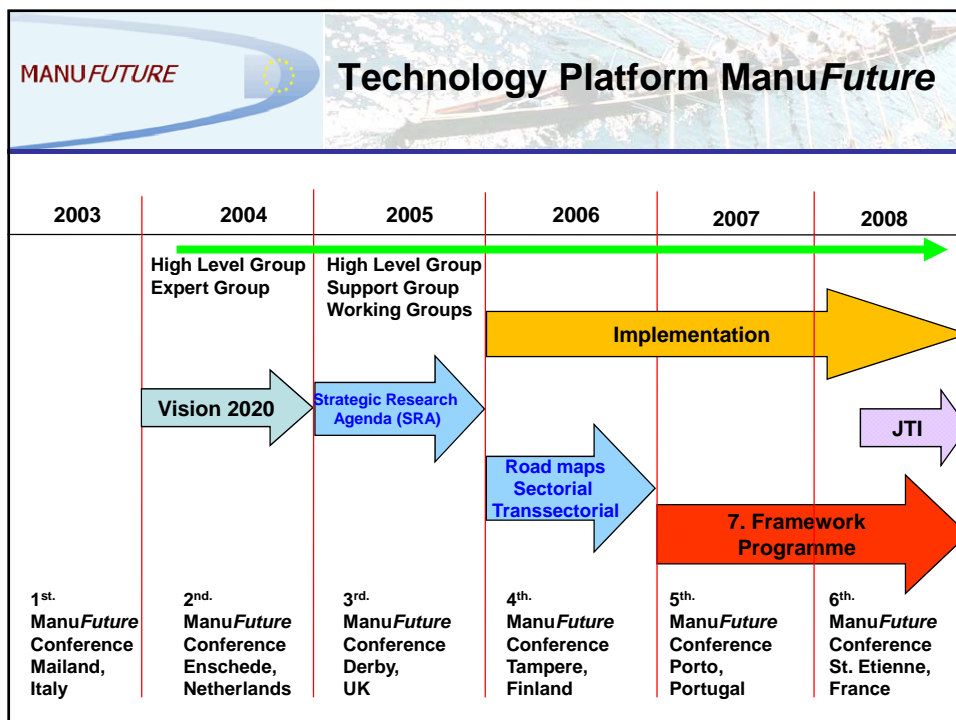 MANUFUTURE
Technology Platform ManuFuture
2003
2004
2005
2006
2007
2008
High Level Group
Expert Group
High Level Group
Support Group
Working Groups
Implementation
Vision 2020
Strategic Research
Agenda (SRA)
JTI
Road maps
Sectorial
Transsectorial
7. Framework
Programme
1st.
ManuFuture
Conference
Mailand,
Italy
2nd.
ManuFuture
Conference
Enschede,
Netherlands
3rd.
ManuFuture
Conference
Derby,
UK
4th.
ManuFuture
Conference
Tampere,
Finland
5th.
ManuFuture
Conference
Porto,
Portugal
6th.
ManuFuture
Conference
St. Etienne,
France